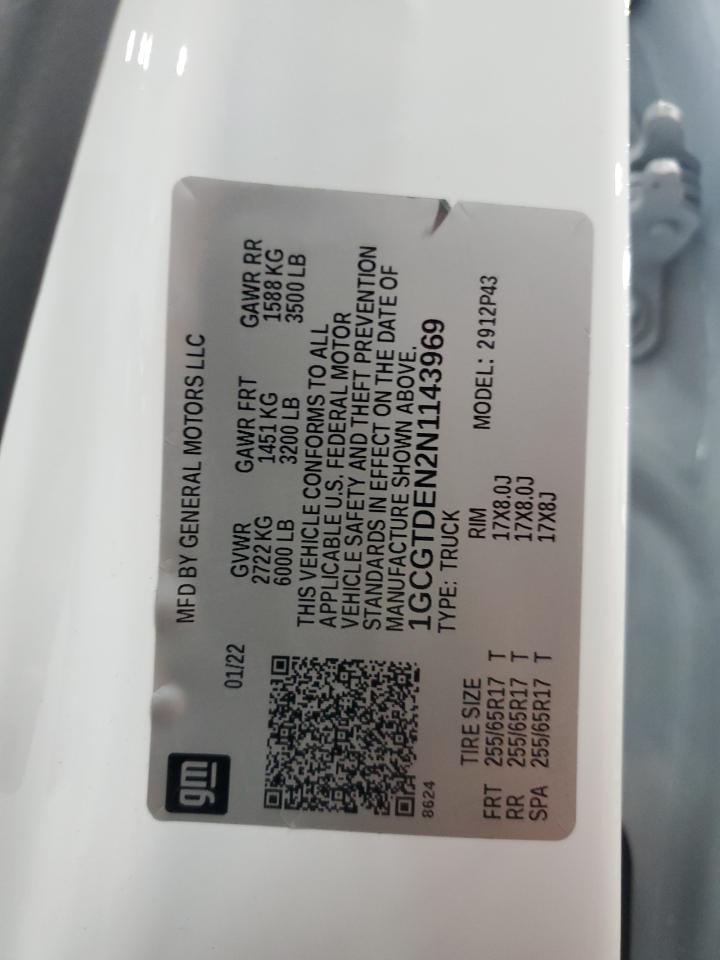 gm
MFD BY GENERAL MOTORS LLC
01/22
GVWR GAWR FRT GAWR RR
2722 KG 1451 KG 1588 KG
6000 LB 3200 LB 3500 LB
THIS VEHICLE CONFORMS TO ALL
APPLICABLE U.S. FEDERAL MOTOR
VEHICLE SAFETY AND THEFT PREVENTION
STANDARDS IN EFFECT ON THE DATE OF
MANUFACTURE SHOWN ABOVE.
1GCGTDEN2N1143969
8624
TYPE: TRUCK MODEL: 2912P43
TIRE SIZE RIM
FRT 255/65R17 T 17X8.0J
RR 255/65R17 T 17X8.0J
SPA 255/65R17 T 17X8J